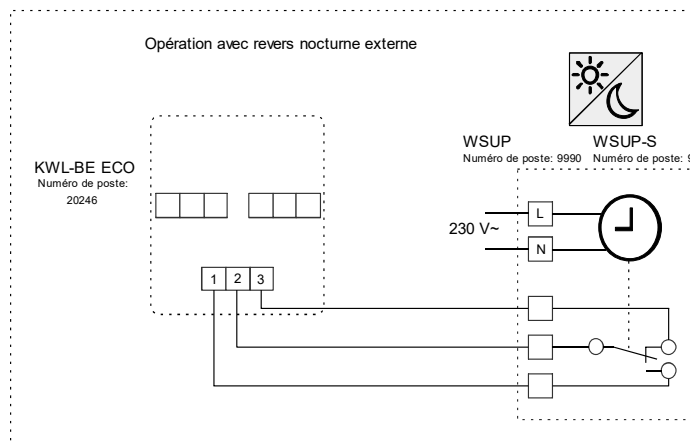 Opération avec revers nocturne externe
WSUP WSUP-S
Numéro de poste: 9990 Numéro de poste: 9
KWL-BE ECO
Numéro de poste:
20246
230 V~
L
N
1 2 3